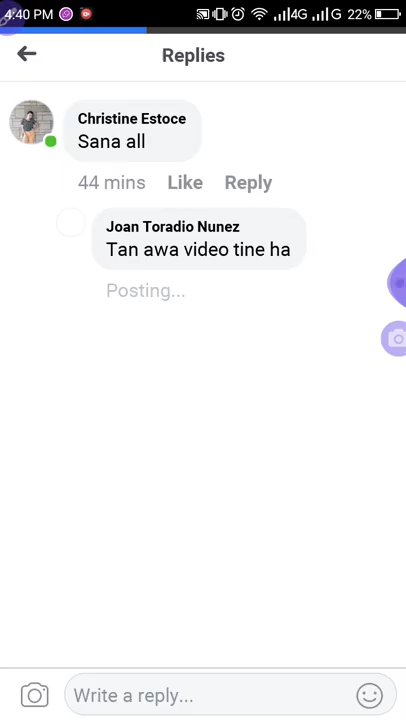 4:40 PM 4G G 22%
Replies
Christine Estoce
Sana all
44 mins Like Reply
Joan Toradio Nunez
Tan awa video tine ha
Posting...
Write a reply...